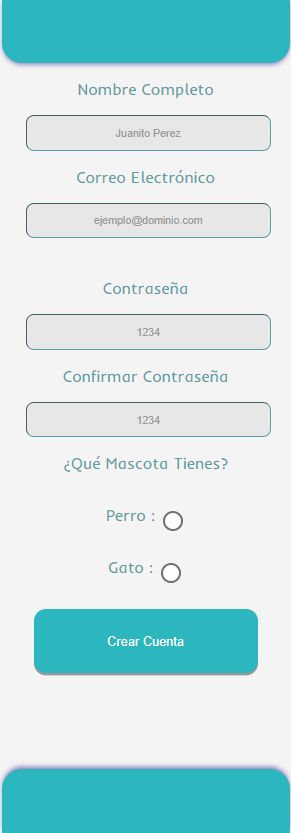 Nombre Completo
Juanito Perez
Correo Electrónico
ejemplo@dominio.com
Contraseña
1234
Confirmar Contraseña
1234
¿Qué Mascota Tienes?
Perro :
Gato :
Crear Cuenta